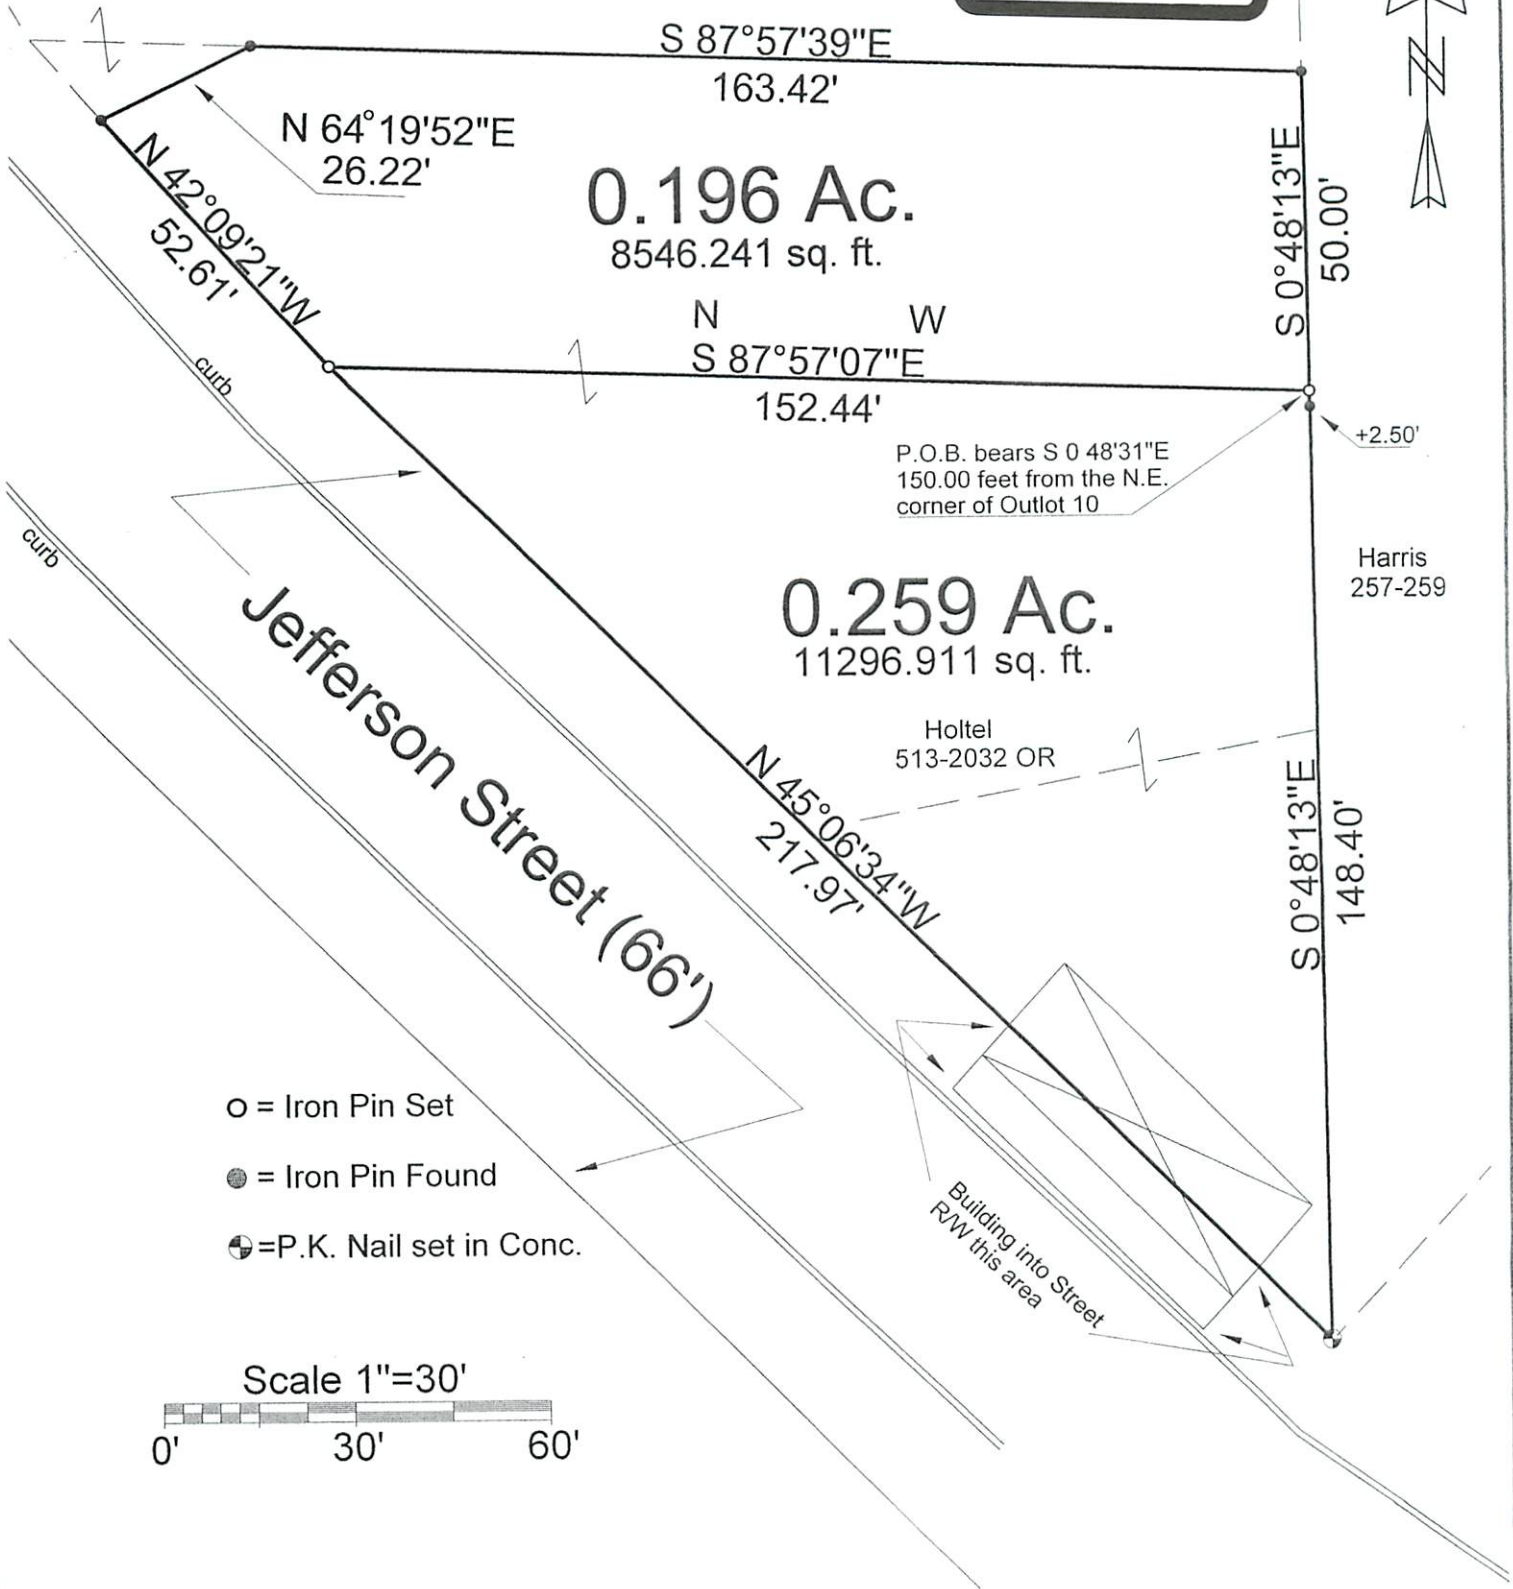 S 87°57'39"E
163.42'
N
N 64°19'52"E
26.22'
0.196 Ac.
8546.241 sq. ft.
S 0°48'13"E
50.00'
N 42°09'21"W
52.61'
N W
S 87°57'07"E
152.44'
curb
P.O.B. bears S 0 48'31"E
150.00 feet from the N.E.
corner of Outlot 10
+2.50'
curb
Harris
257-259
0.259 Ac.
11296.911 sq. ft.
Jefferson Street (66')
Holtel
513-2032 OR
N 45°06'34"W
217.97'
S 0°48'13"E
148.40'
O = Iron Pin Set
● = Iron Pin Found
=P.K. Nail set in Conc.
Building into Street
R/W this area
Scale 1"=30'
0' 30' 60'